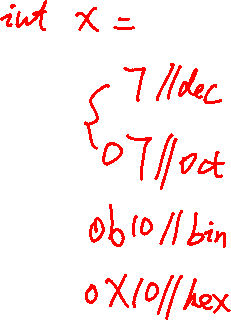 int x =
{ 7 //dec
07 //oct
0b10 //bin
0X10 //hex